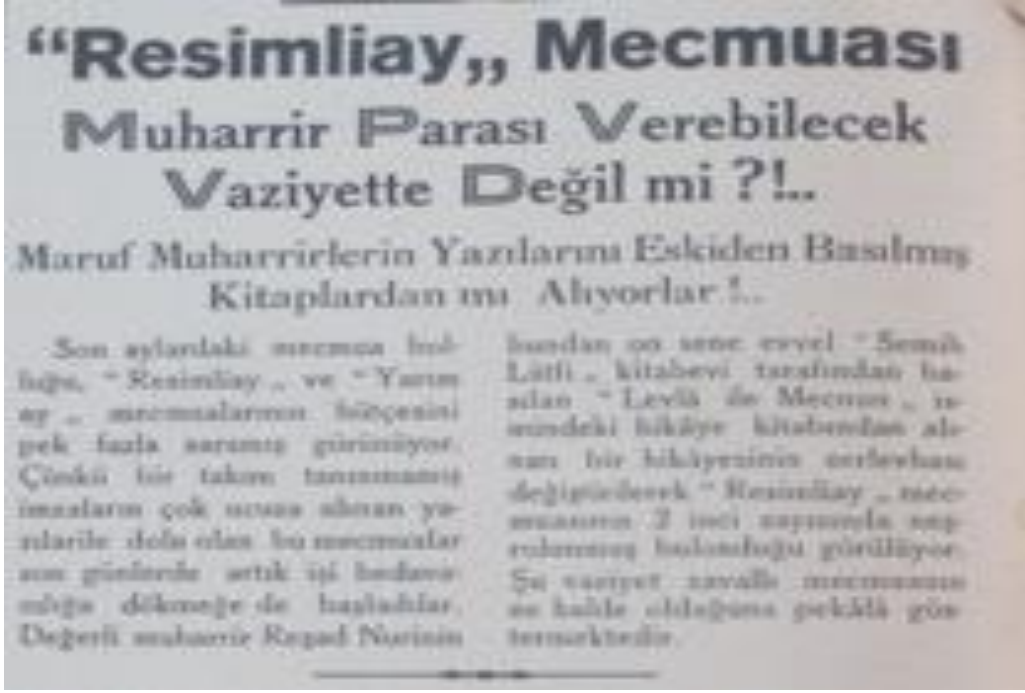 “Resimliay„ Mecmuası
Muharrir Parası Verebilecek
Vaziyette Değil mi ?!..
Maruf Muharrirlerin Yazılarını Eskiden Basılmış
Kitaplardan mı Alıyorlar !..
Son aylardaki mecmua bol-
luğu, “Resimliay„ ve “Yarım
ay„ mecmualarının bütçesini
pek fazla sarsmış görünüyor.
Çünkü bir takım tanınmamış
imzaların çok ucuza alınan ya-
zılarile dolu olan bu mecmualar
son günlerde artık işi bedava-
cılığa dökmeğe de başladılar.
Değerli muharrir Reşad Nurinin
bundan on sene evvel “Semih
Lûtfi„ kitabevi tarafından ba-
sılan “Leylâ ile Mecnun„ is-
mindeki hikâye kitabından alı-
nan bir hikâyesinin serlevhası
değiştirilerek “Resimliay„ mec-
muasının 2 inci sayısında neş-
rolunmuş bulunduğu görülüyor.
Şu vaziyet zavallı mecmuanın
ne halde olduğunu pekâlâ gös-
termektedir.